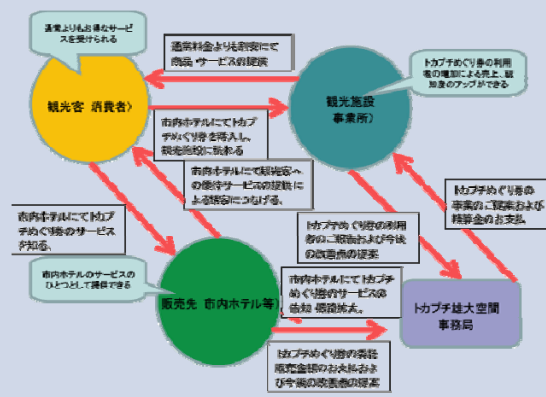 通常よりもお得なサービ
スを受けられる
通常料金よりも割安にて
商品・サービスの提供
トカプチめぐり券の利用
者の増加による売上、認
知度のアップができる
観光客 消費者）
観光施設
事業所）
市内ホテルにてトカプ
チめぐり券を購入し、
観光施設に訪れる
市内ホテルにて観光客へ
の優待サービスの提供に
よる誘客につなげる。
トカプチめぐり券の
事業のご提案および
精算金のお支払
市内ホテルにてトカプ
チめぐり券のサービス
を知る。
トカプチめぐり券の利用
者のご報告および今後
の改善点の提案
市内ホテルのサービスの
ひとつとして提供できる
販売先 市内ホテル等）
市内ホテルにてトカプチ
めぐり券のサービスの
告知・
トカプチ雄大空間
事務局
トカプチめぐり券の委託
販売金額のお支払およ
び今後の改善点の提案